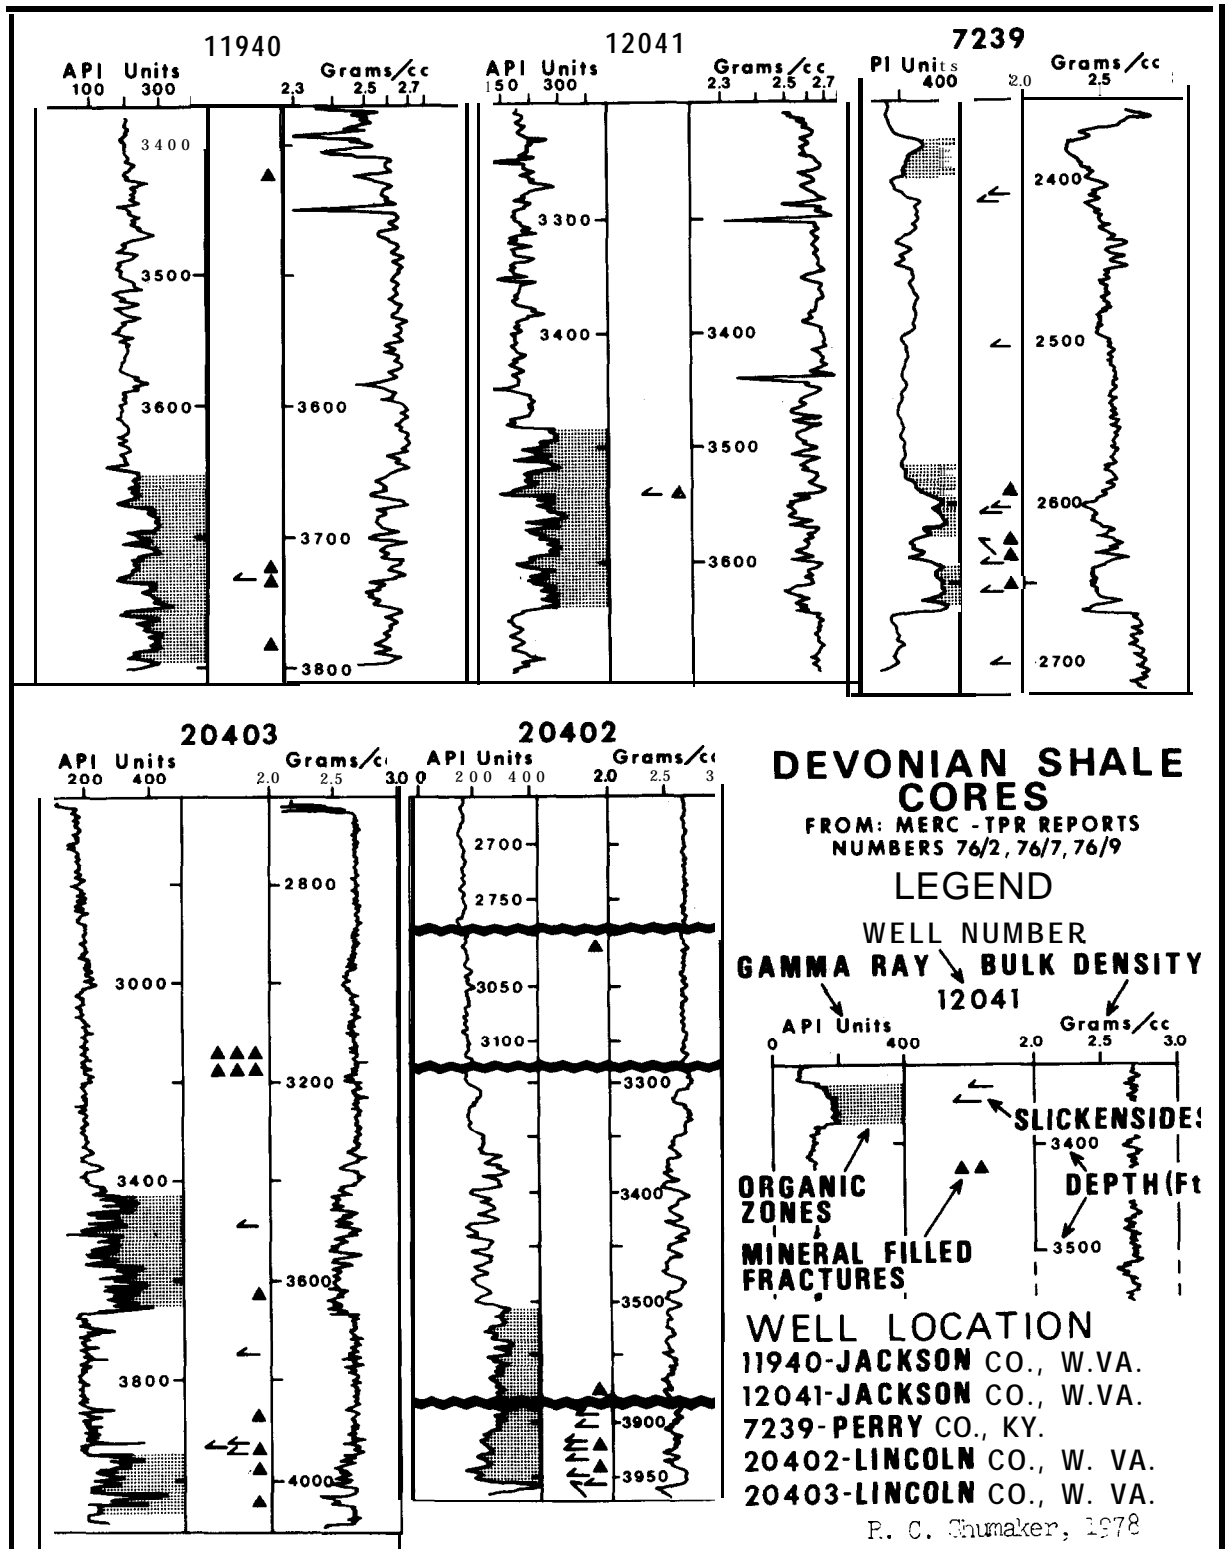 11940
API Units
Grams/cc
100 300
2.3 2.5 2.7
3400
3500
3600
3600
3700
3800
12041
API Units
Grams/cc
150 300
2.3 2.5 2.7
3300
3400
3400
3500
3600
7239
PI Units
Grams/cc
400
2.0 2.5
2400
2500
2600
2700
20403
API Units
Grams/c
200 400
2.0 2.5 3.0
2800
3000
3200
3400
3600
3800
4000
20402
API Units
Grams/c
0 200 400
2.0 2.5 3
2700
2750
3050
3100
3300
3400
3500
3900
3950
DEVONIAN SHALE
CORES
FROM: MERC -TPR REPORTS
NUMBERS 76/2, 76/7, 76/9
LEGEND
WELL NUMBER
GAMMA RAY BULK DENSITY
12041
API Units
Grams/cc
0 400
2.0 2.5 3.0
SLICKENSIDES
3400
ORGANIC
ZONES
DEPTH (Ft
3500
MINERAL FILLED
FRACTURES
WELL LOCATION
11940-JACKSON CO., W.VA.
12041-JACKSON CO., W.VA.
7239-PERRY CO., KY.
20402-LINCOLN CO., W. VA.
20403-LINCOLN CO., W. VA.
R. C. Shumaker, 1978